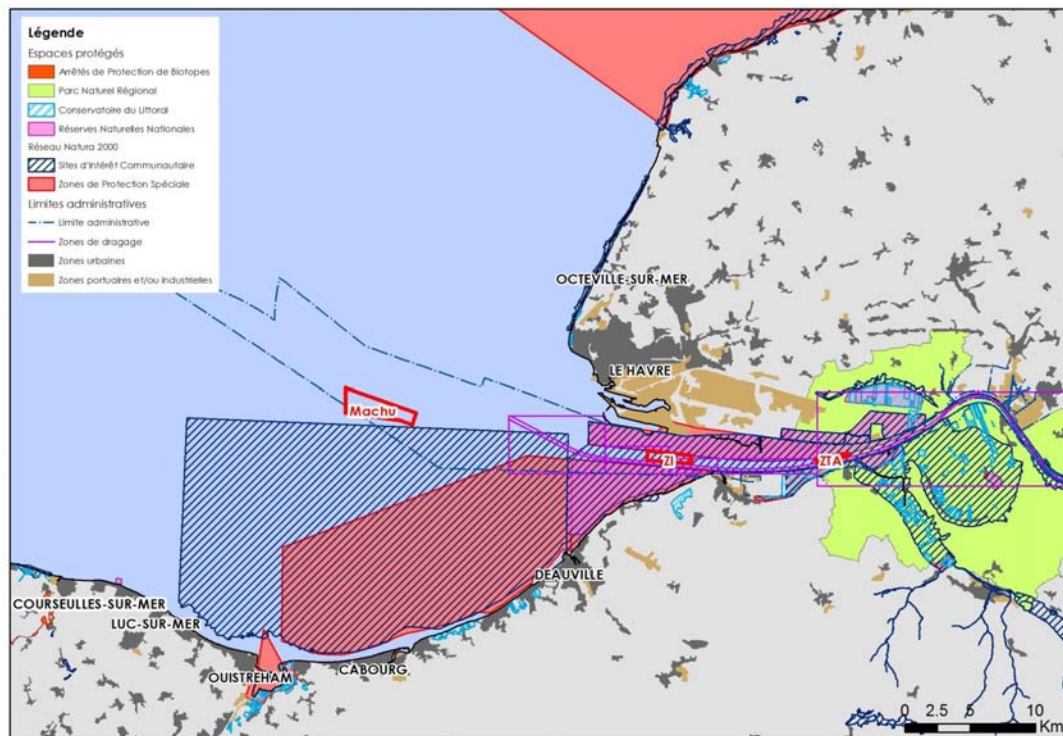 Légende
Espaces protégés
Arrêtés de Protection de Biotopes
Parc Naturel Régional
Conservatoire du Littoral
Réserves Naturelles Nationales
Réseau Natura 2000
Sites d'Intérêt Communautaire
Zones de Protection Spéciale
Limites administratives
Limite administrative
Zones de dragage
Zones urbaines
Zones portuaires et/ou Industrielles
OCTEVILLE-SUR-MER
LE HAVRE
Machu
ZI
ZTA
DEAUVILLE
COURSEULLES-SUR-MER
LUC-SUR-MER
CABOURG
OUISTREHAM
0 2.5 5 10
Km